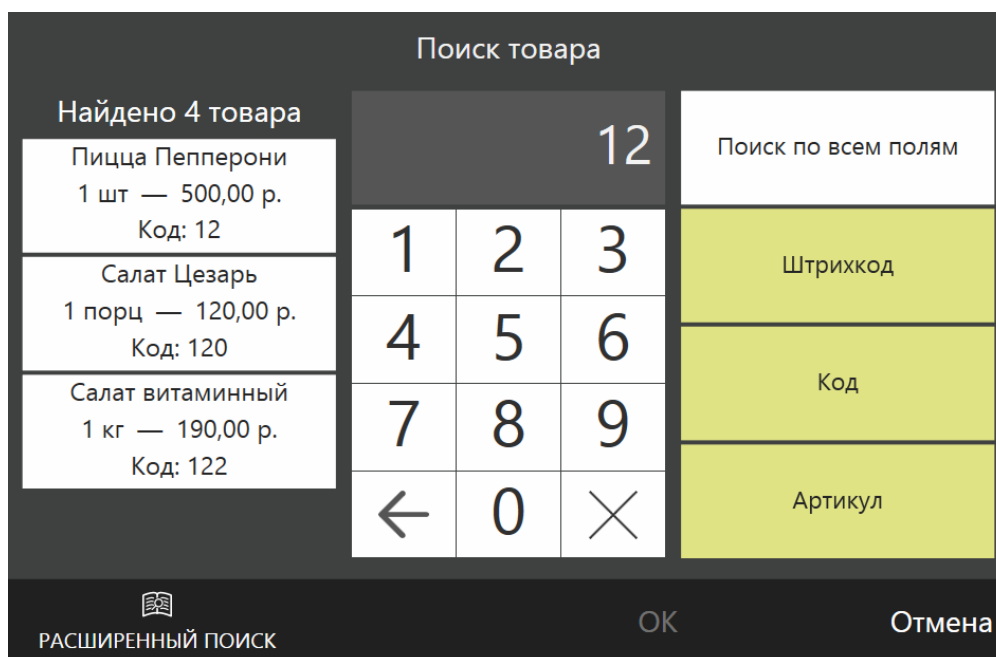 Поиск товара
Найдено 4 товара
Пицца Пепперони
1 шт — 500,00 р.
Код: 12
Салат Цезарь
1 порц — 120,00 р.
Код: 120
Салат витаминный
1 кг — 190,00 р.
Код: 122
12
1 2 3
4 5 6
7 8 9
0
Поиск по всем полям
Штрихкод
Код
Артикул
РАСШИРЕННЫЙ ПОИСК
ОК
Отмена